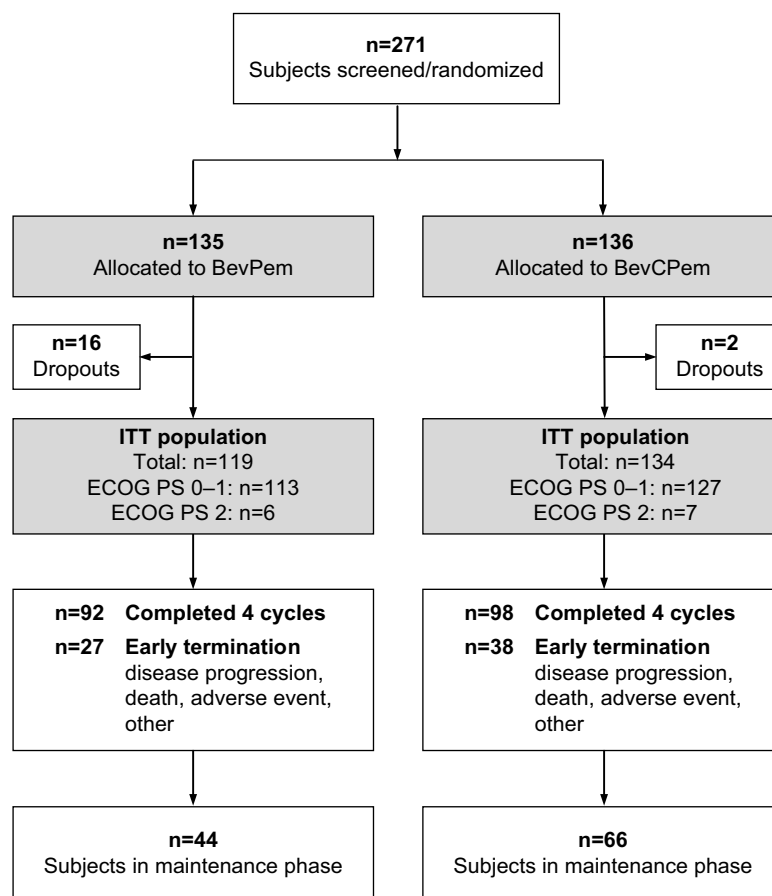 n=271
Subjects screened/randomized
n=135
Allocated to BevPem
n=136
Allocated to BevCPem
n=16
Dropouts
n=2
Dropouts
ITT population
Total: n=119
ECOG PS 0–1: n=113
ECOG PS 2: n=6
ITT population
Total: n=134
ECOG PS 0–1: n=127
ECOG PS 2: n=7
n=92 Completed 4 cycles
n=27 Early termination
disease progression,
death, adverse event,
other
n=98 Completed 4 cycles
n=38 Early termination
disease progression,
death, adverse event,
other
n=44
Subjects in maintenance phase
n=66
Subjects in maintenance phase